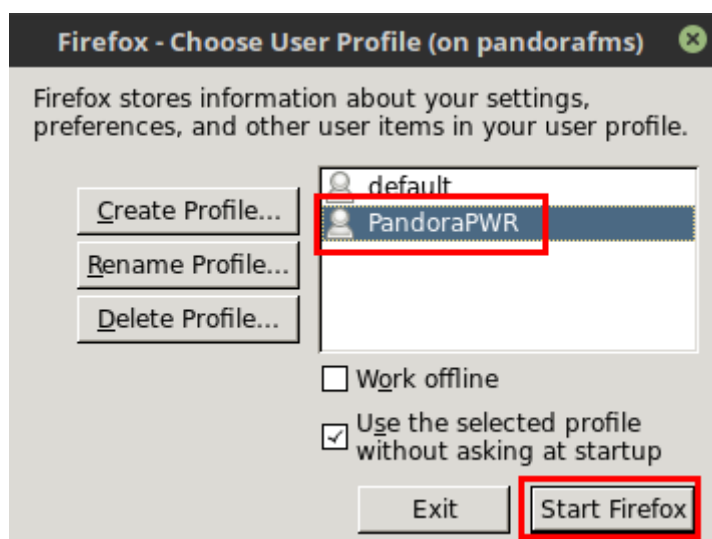 Firefox - Choose User Profile (on pandorafms)
Firefox stores information about your settings,
preferences, and other user items in your user profile.
default
Create Profile...
PandoraPWR
Rename Profile...
Delete Profile...
Work offline
Use the selected profile
without asking at startup
Exit
Start Firefox